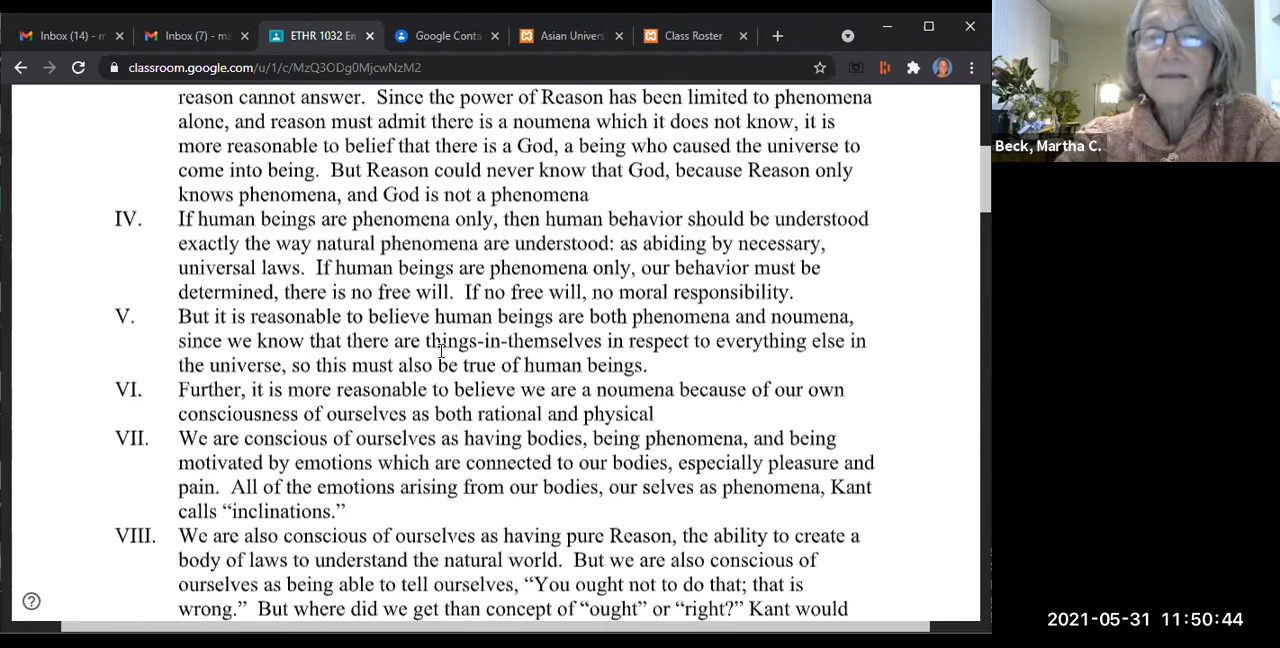 Inbox (14) - m
Inbox (7) - ma
ETHR 1032 En
Google Conta
Asian Univers
Class Roster
classroom.google.com/u/1/c/MzQ3ODg0MjcwNzM2
Beck, Martha C.
reason cannot answer. Since the power of Reason has been limited to phenomena
alone, and reason must admit there is a noumena which it does not know, it is
more reasonable to belief that there is a God, a being who caused the universe to
come into being. But Reason could never know that God, because Reason only
knows phenomena, and God is not a phenomena
IV. If human beings are phenomena only, then human behavior should be understood
exactly the way natural phenomena are understood: as abiding by necessary,
universal laws. If human beings are phenomena only, our behavior must be
determined, there is no free will. If no free will, no moral responsibility.
V. But it is reasonable to believe human beings are both phenomena and noumena,
since we know that there are things-in-themselves in respect to everything else in
the universe, so this must also be true of human beings.
VI. Further, it is more reasonable to believe we are a noumena because of our own
consciousness of ourselves as both rational and physical
VII. We are conscious of ourselves as having bodies, being phenomena, and being
motivated by emotions which are connected to our bodies, especially pleasure and
pain. All of the emotions arising from our bodies, our selves as phenomena, Kant
calls “inclinations.”
VIII. We are also conscious of ourselves as having pure Reason, the ability to create a
body of laws to understand the natural world. But we are also conscious of
ourselves as being able to tell ourselves, “You ought not to do that; that is
wrong.” But where did we get than concept of “ought” or “right?” Kant would
2021-05-31 11:50:44